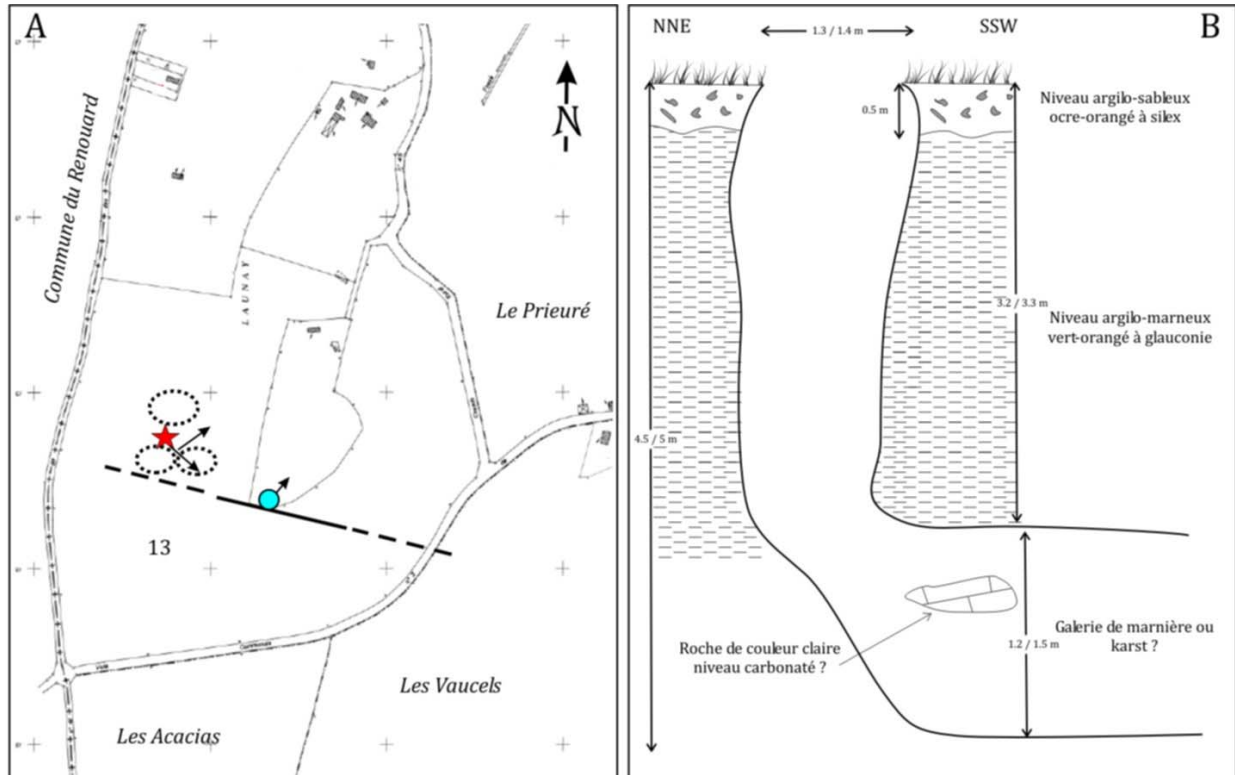 A
N
Commune du Renouard
LAUNAY
Le Prieuré
13
Les Vaucels
Les Acacias
B
NNE
1.3 / 1.4 m
SSW
0.5 m
Niveau argilo-sableux
ocre-orangé à silex
3.2 / 3.3 m
Niveau argilo-marneux
vert-orangé à glauconie
4.5 / 5 m
Roche de couleur claire
niveau carbonaté ?
1.2 / 1.5 m
Galerie de marnière ou
karst ?